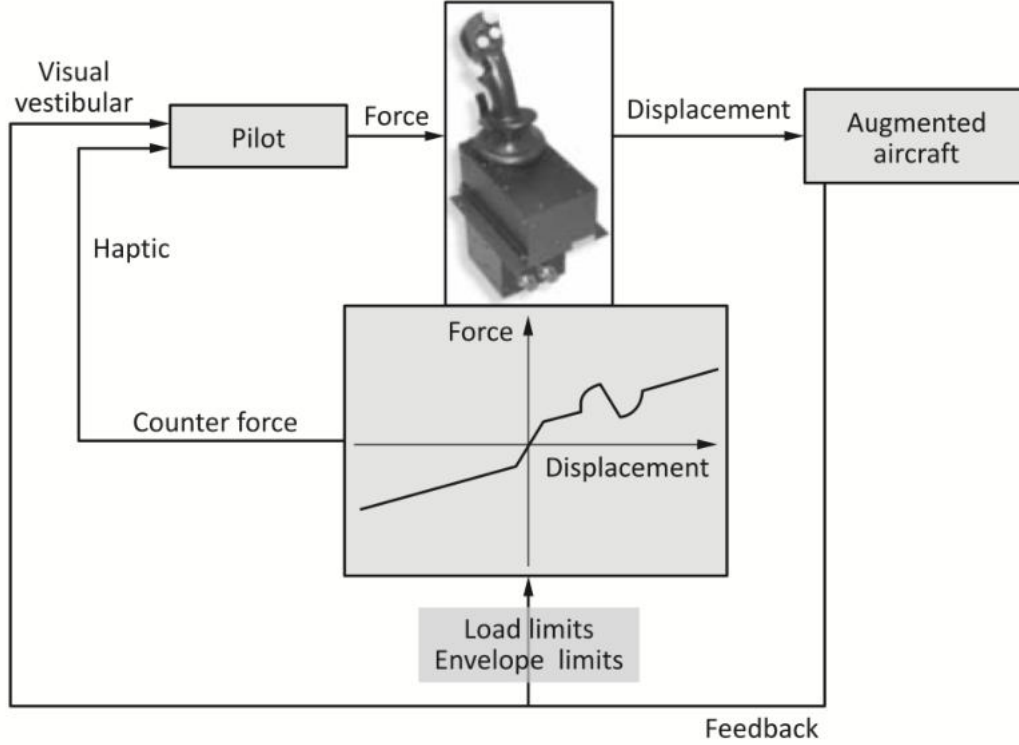 Visual
vestibular
Pilot
Force
Displacement
Augmented
aircraft
Haptic
Force
Counter force
Displacement
Load limits
Envelope limits
Feedback